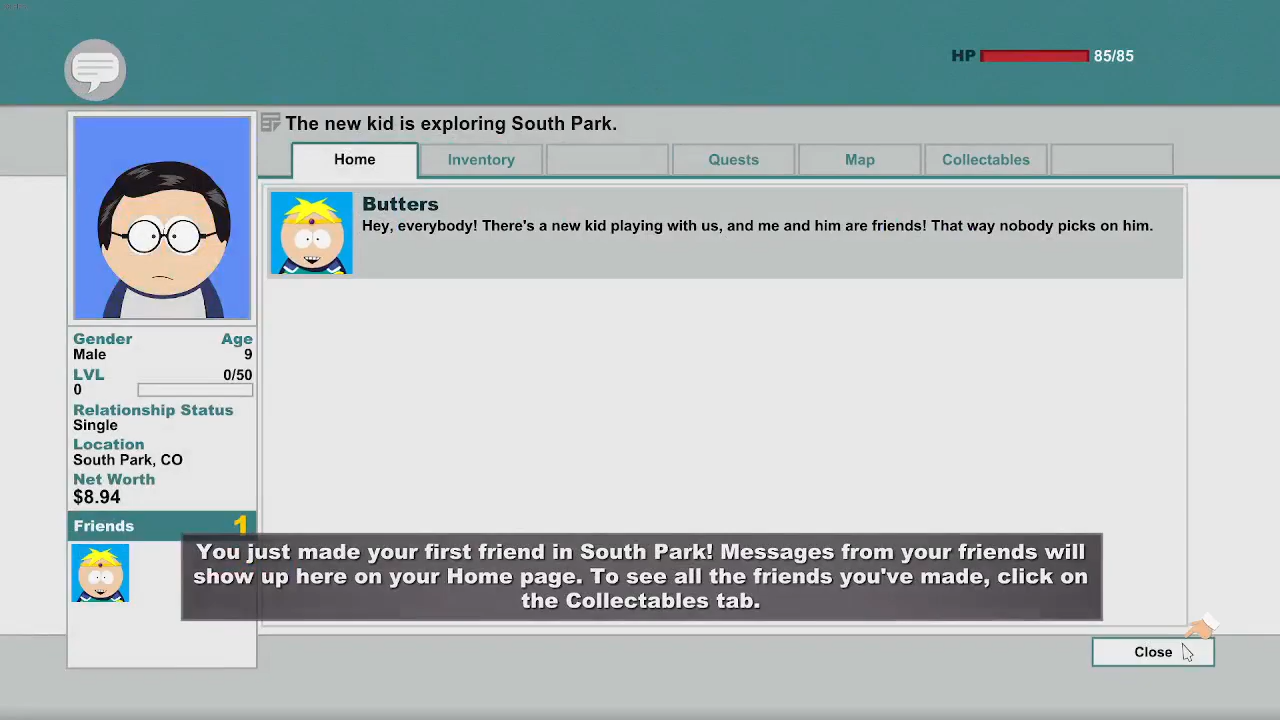 HP 85/85
The new kid is exploring South Park.
Home Inventory Quests Map Collectables
Butters
Hey, everybody! There's a new kid playing with us, and me and him are friends! That way nobody picks on him.
Gender Age
Male 9
LVL 0/50
0
Relationship Status
Single
Location
South Park, CO
Net Worth
$8.94
Friends 1
You just made your first friend in South Park! Messages from your friends will
show up here on your Home page. To see all the friends you've made, click on
the Collectables tab.
Close